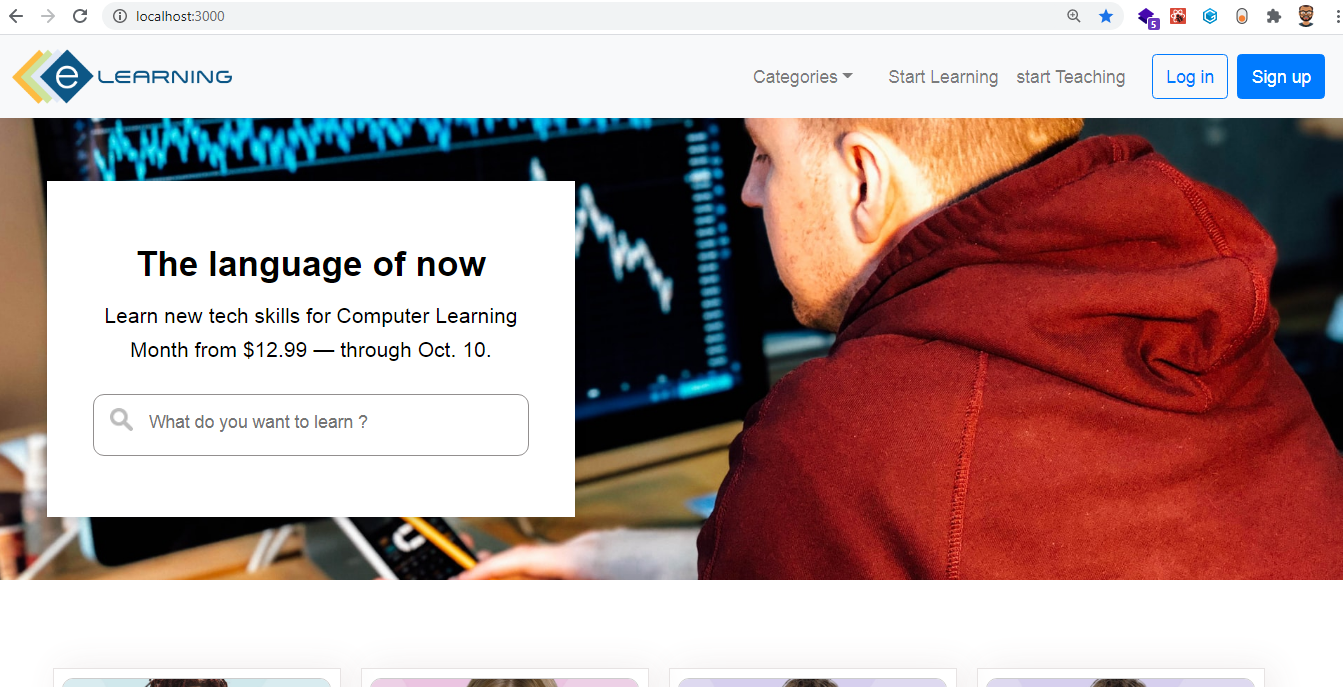 localhost:3000
5
e LEARNING
Categories
Start Learning
start Teaching
Log in
Sign up
The language of now
Learn new tech skills for Computer Learning
Month from $12.99 — through Oct. 10.
What do you want to learn ?